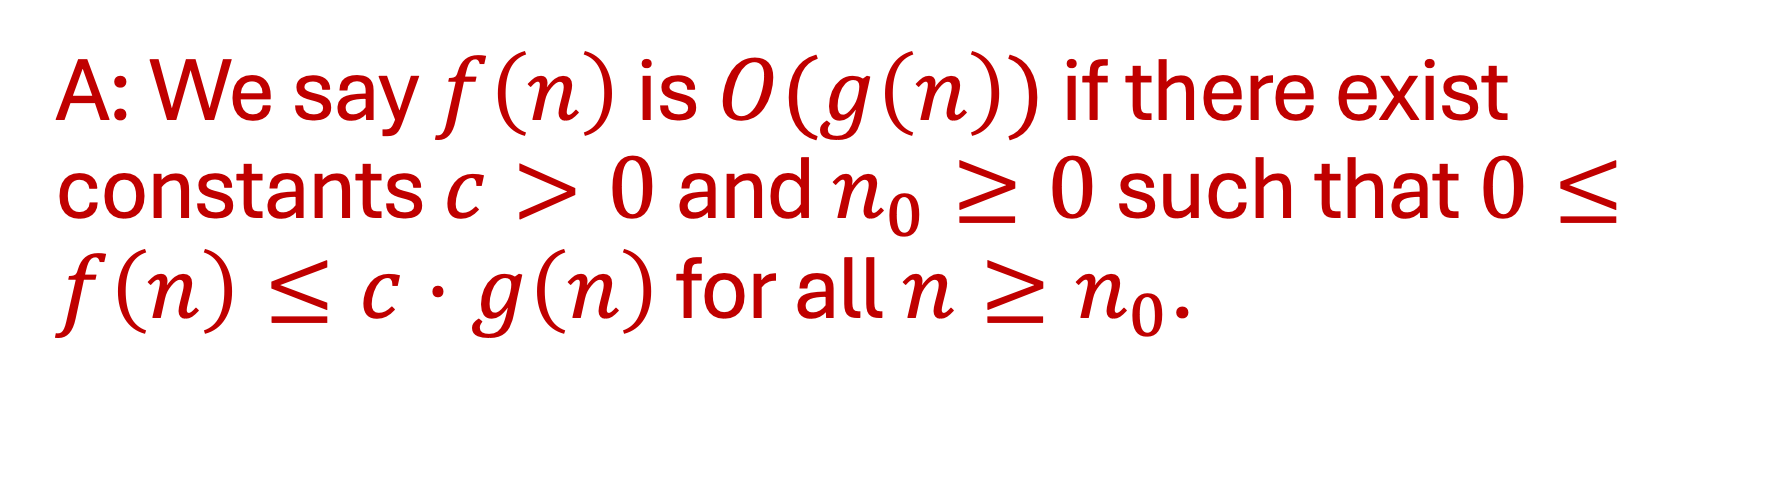 A: We say 𝑓(𝑛) is 𝑂(𝑔(𝑛)) if there exist
constants 𝑐 > 0 and 𝑛₀ ≥ 0 such that 0 ≤
𝑓(𝑛) ≤ 𝑐 · 𝑔(𝑛) for all 𝑛 ≥ 𝑛₀.